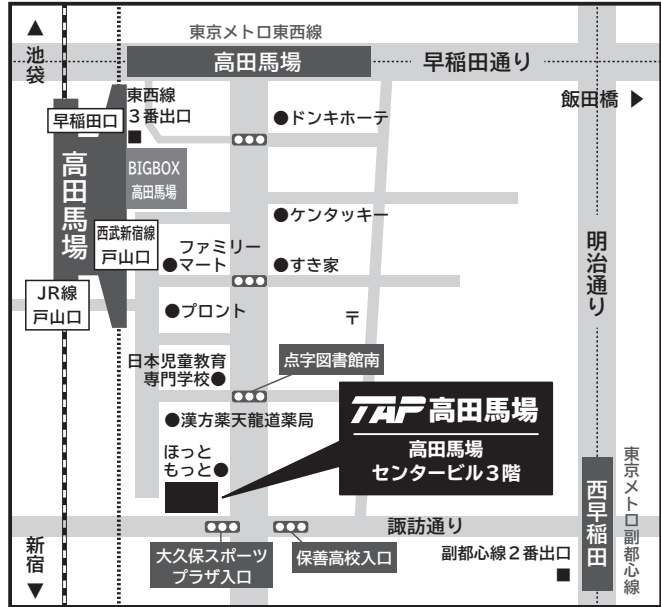 東京メトロ東西線
▲
池袋
高田馬場
早稲田通り
飯田橋 ▶
東西線
3番出口
■
早稲田口
●ドンキホーテ
高田馬場
BIGBOX
高田馬場
●ケンタッキー
西武新宿線
戸山口
ファミリー
●マート
●すき家
明治通り
JR線
戸山口
●プロント
〒
日本児童教育
専門学校●
点字図書館南
●漢方薬天龍道薬局
TAP 高田馬場
高田馬場
センタービル3階
ほっと
もっと●
西早稲田
東京メトロ副都心線
諏訪通り
新宿
▼
大久保スポーツ
プラザ入口
保善高校入口
副都心線2番出口
■